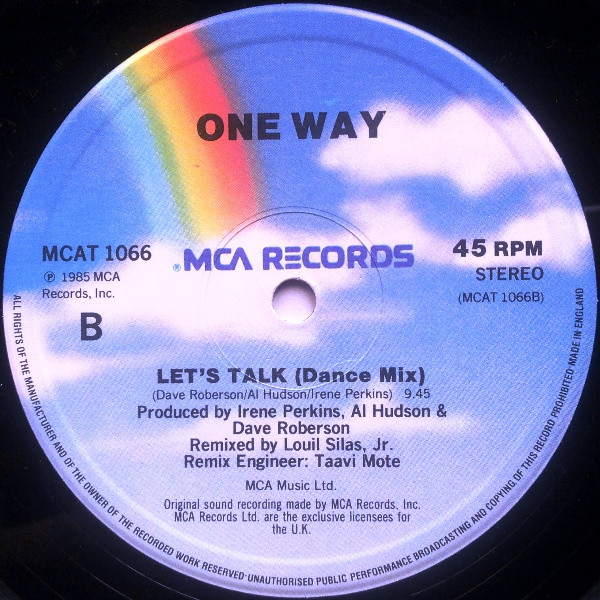 ONE WAY
MCAT 1066
℗ 1985 MCA
Records, Inc.
B
®MCA RECORDS
45 RPM
STEREO
(MCAT 1066B)
LET'S TALK (Dance Mix)
(Dave Roberson/Al Hudson/Irene Perkins) 9.45
Produced by Irene Perkins, Al Hudson &
Dave Roberson
Remixed by Louil Silas, Jr.
Remix Engineer: Taavi Mote
MCA Music Ltd.
Original sound recording made by MCA Records, Inc.
MCA Records Ltd. are the exclusive licensees for
the U.K.
ALL RIGHTS OF THE MANUFACTURER AND OF THE OWNER OF THE RECORDED WORK RESERVED·UNAUTHORISED PUBLIC PERFORMANCE BROADCASTING AND COPYING OF THIS RECORD PROHIBITED·MADE IN ENGLAND